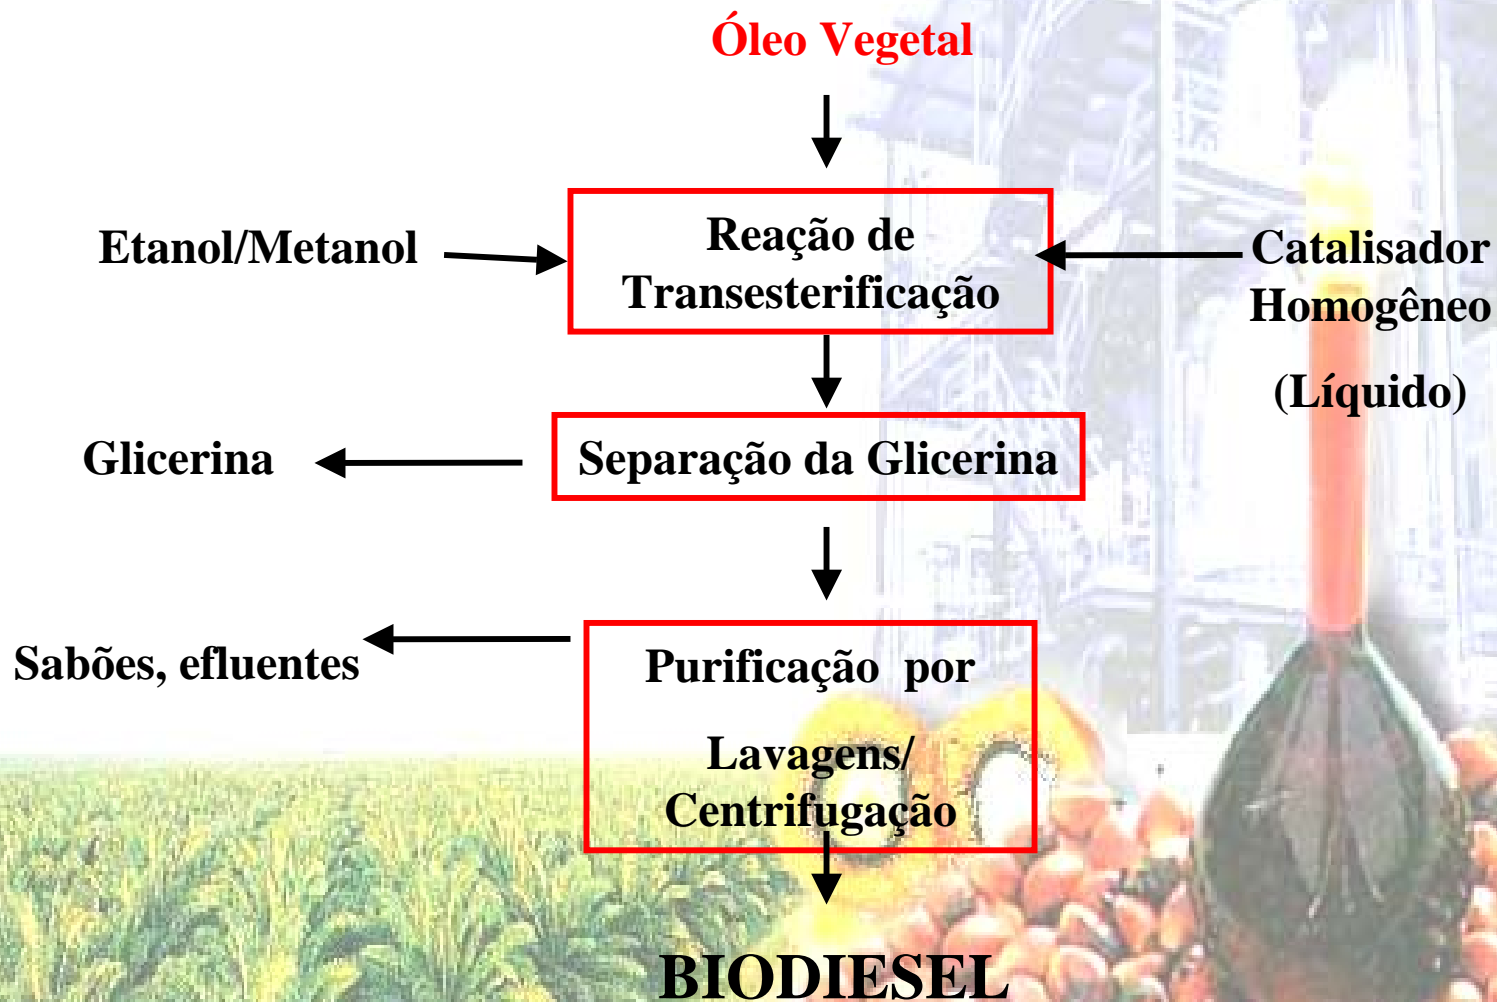 Óleo Vegetal
Etanol/Metanol
Reação de
Transesterificação
Catalisador
Homogêneo
(Líquido)
Glicerina
Separação da Glicerina
Sabões, efluentes
Purificação por
Lavagens/
Centrifugação
BIODIESEL